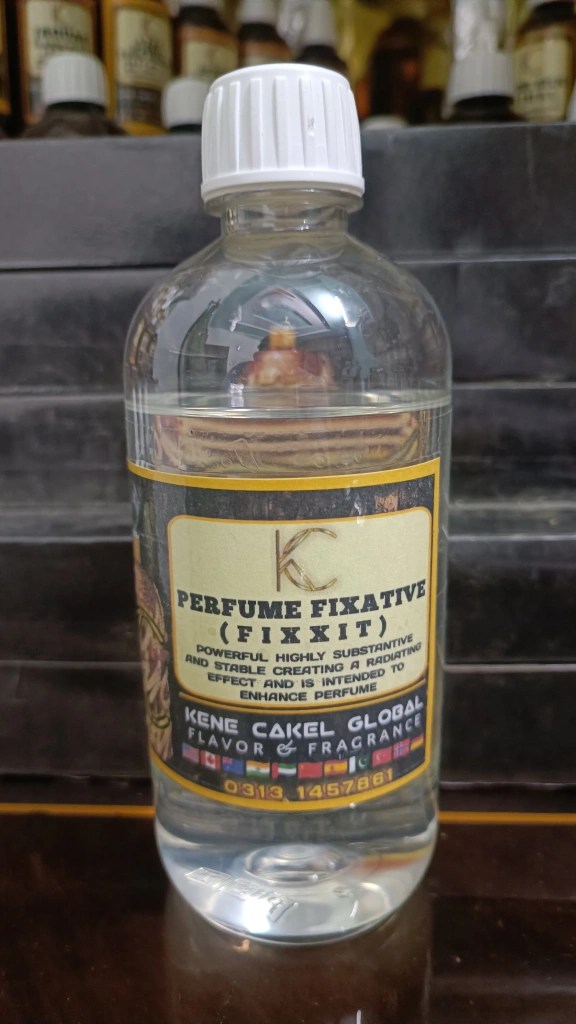 KC
PERFUME FIXATIVE
(FIXXIT)
POWERFUL HIGHLY SUBSTANTIVE
AND STABLE CREATING A RADIATING
EFFECT AND IS INTENDED TO
ENHANCE PERFUME
KENE CAKEL GLOBAL
FLAVOR & FRAGRANCE
0313 1457861